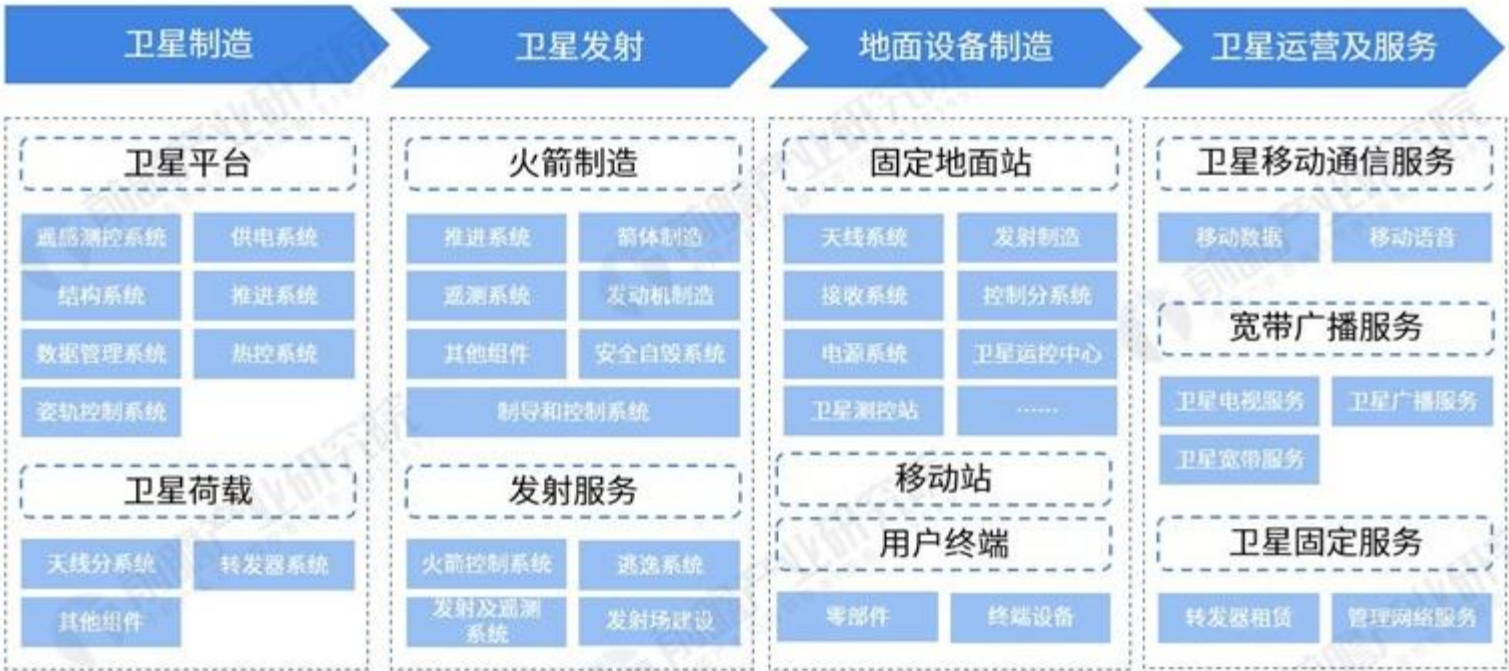 卫星制造
卫星发射
地面设备制造
卫星运营及服务
卫星平台
遥感测控系统
供电系统
结构系统
推进系统
数据管理系统
热控系统
姿轨控制系统
卫星荷载
天线分系统
转发器系统
其他组件
火箭制造
推进系统
箭体制造
遥测系统
发动机制造
其他组件
安全自毁系统
制导和控制系统
发射服务
火箭控制系统
逃逸系统
发射及遥测
系统
发射场建设
固定地面站
天线系统
发射制造
接收系统
控制分系统
电源系统
卫星运控中心
卫星测控站
……
移动站
用户终端
零部件
终端设备
卫星移动通信服务
移动数据
移动语音
宽带广播服务
卫星电视服务
卫星广播服务
卫星宽带服务
卫星固定服务
转发器租赁
管理网络服务
前瞻产业研究院